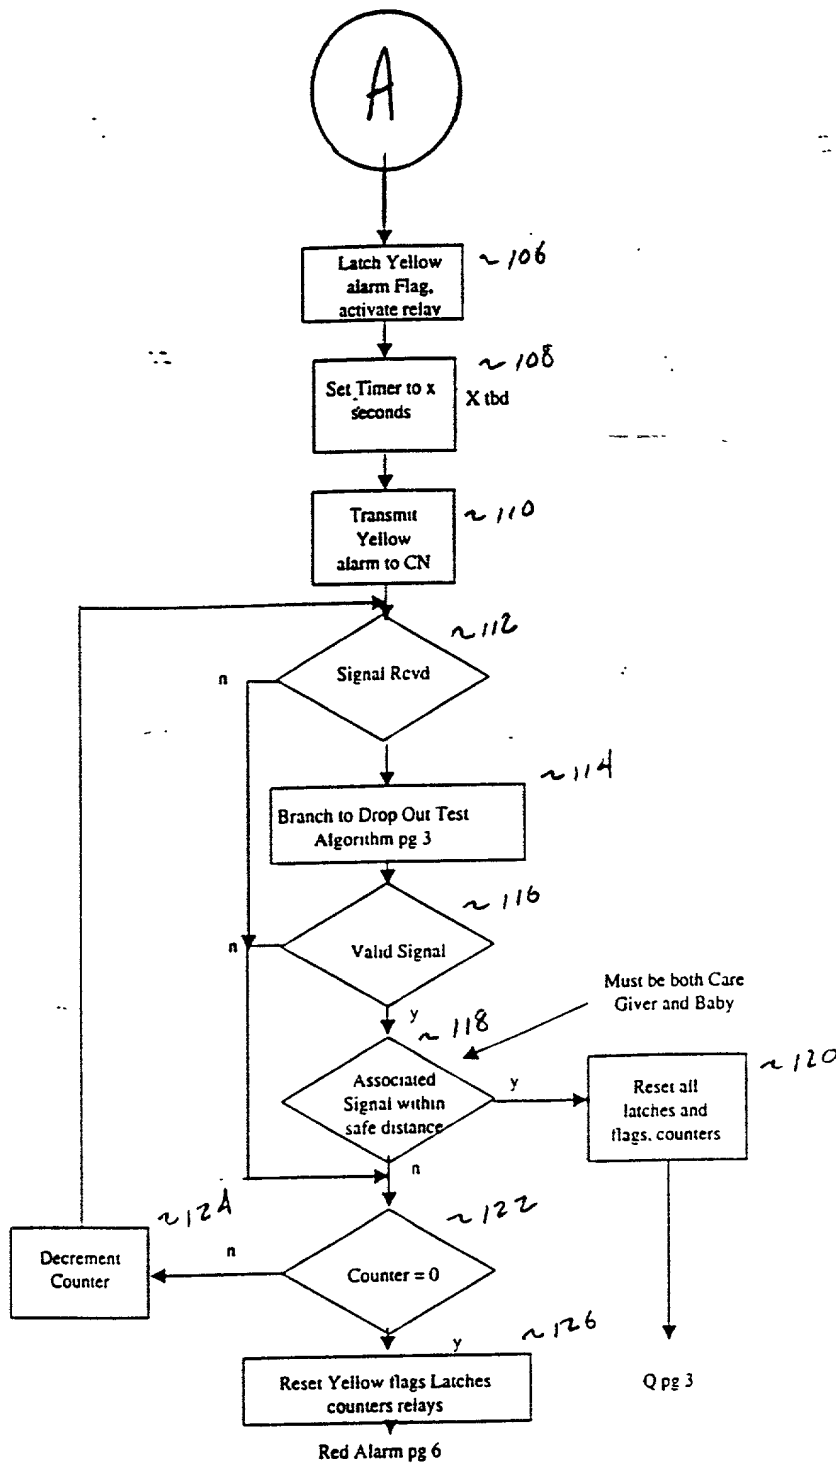 A
Latch Yellow
alarm Flag,
activate relay
~ 106
Set Timer to x
seconds
~ 108
X tbd
Transmit
Yellow
alarm to CN
~ 110
Signal Rcvd
~ 112
n
Branch to Drop Out Test
Algorithm pg 3
~ 114
Valid Signal
~ 116
n
y
Must be both Care
Giver and Baby
Associated
Signal within
safe distance
~ 118
y
n
Reset all
latches and
flags, counters
~ 120
Q pg 3
Counter = 0
~ 122
n
y
Decrement
Counter
~ 124
Reset Yellow flags Latches
counters relays
~ 126
Red Alarm pg 6